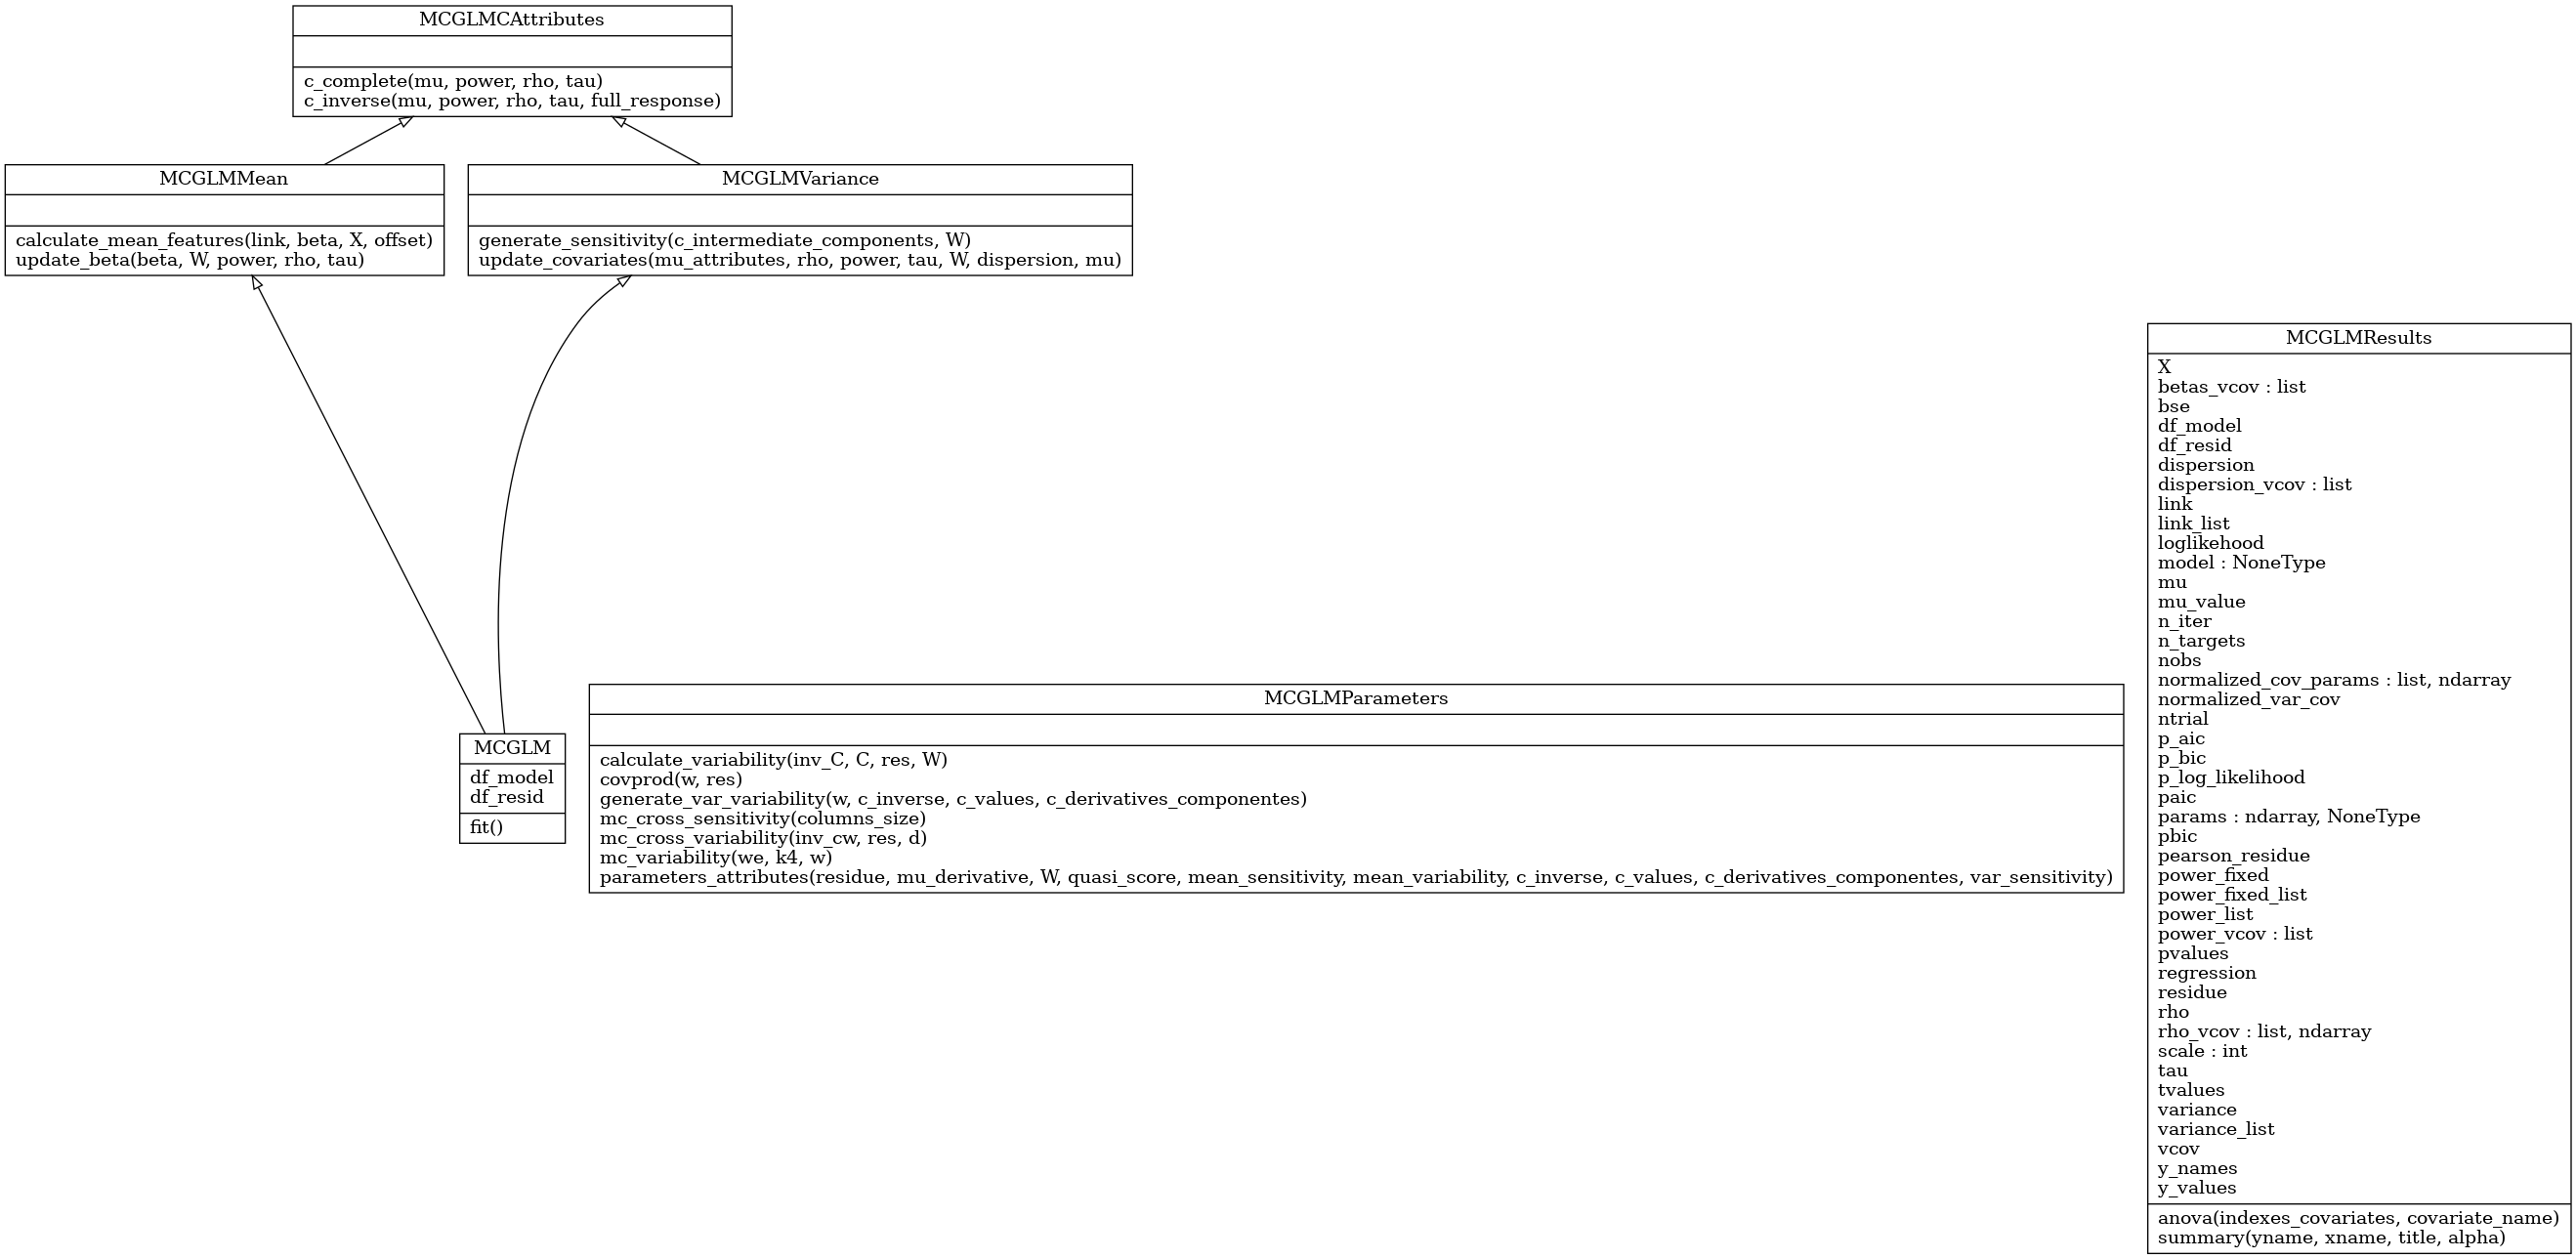 MCGLMCAttributes
c_complete(mu, power, rho, tau)
c_inverse(mu, power, rho, tau, full_response)
MCGLMMean
calculate_mean_features(link, beta, X, offset)
update_beta(beta, W, power, rho, tau)
MCGLMVariance
generate_sensitivity(c_intermediate_components, W)
update_covariates(mu_attributes, rho, power, tau, W, dispersion, mu)
MCGLM
df_model
df_resid
fit()
MCGLMParameters
calculate_variability(inv_C, C, res, W)
covprod(w, res)
generate_var_variability(w, c_inverse, c_values, c_derivatives_componentes)
mc_cross_sensitivity(columns_size)
mc_cross_variability(inv_cw, res, d)
mc_variability(we, k4, w)
parameters_attributes(residue, mu_derivative, W, quasi_score, mean_sensitivity, mean_variability, c_inverse, c_values, c_derivatives_componentes, var_sensitivity)
MCGLMResults
X
betas_vcov : list
bse
df_model
df_resid
dispersion
dispersion_vcov : list
link
link_list
loglikehood
model : NoneType
mu
mu_value
n_iter
n_targets
nobs
normalized_cov_params : list, ndarray
normalized_var_cov
ntrial
p_aic
p_bic
p_log_likelihood
paic
params : ndarray, NoneType
pbic
pearson_residue
power_fixed
power_fixed_list
power_list
power_vcov : list
pvalues
regression
residue
rho
rho_vcov : list, ndarray
scale : int
tau
tvalues
variance
variance_list
vcov
y_names
y_values
anova(indexes_covariates, covariate_name)
summary(yname, xname, title, alpha)